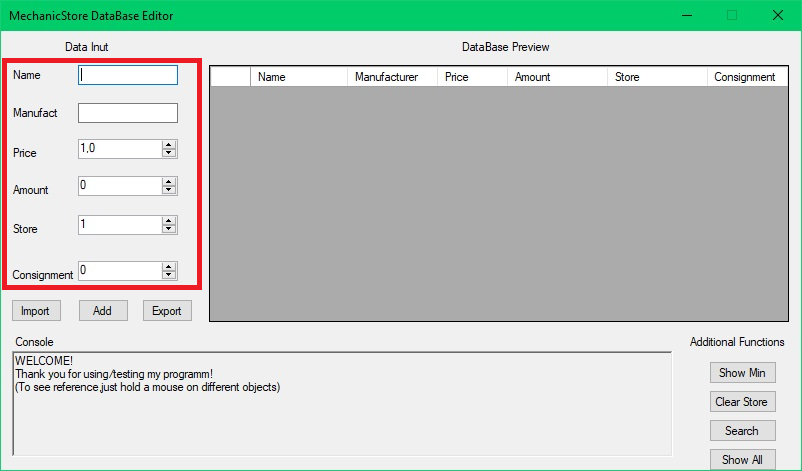 MechanicStore DataBase Editor
Data Inut
Name
Manufact
Price 1,0
Amount 0
Store 1
Consignment 0
Import Add Export
DataBase Preview
Name Manufacturer Price Amount Store Consignment
Console
WELCOME!
Thank you for using/testing my programm!
(To see reference,just hold a mouse on different objects)
Additional Functions
Show Min
Clear Store
Search
Show All